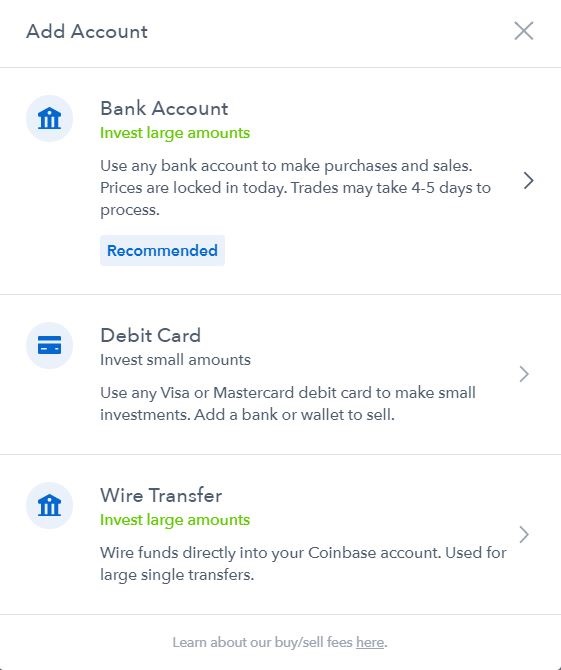 Add Account
Bank Account
Invest large amounts
Use any bank account to make purchases and sales.
Prices are locked in today. Trades may take 4-5 days to
process.
Recommended
Debit Card
Invest small amounts
Use any Visa or Mastercard debit card to make small
investments. Add a bank or wallet to sell.
Wire Transfer
Invest large amounts
Wire funds directly into your Coinbase account. Used for
large single transfers.
Learn about our buy/sell fees here.